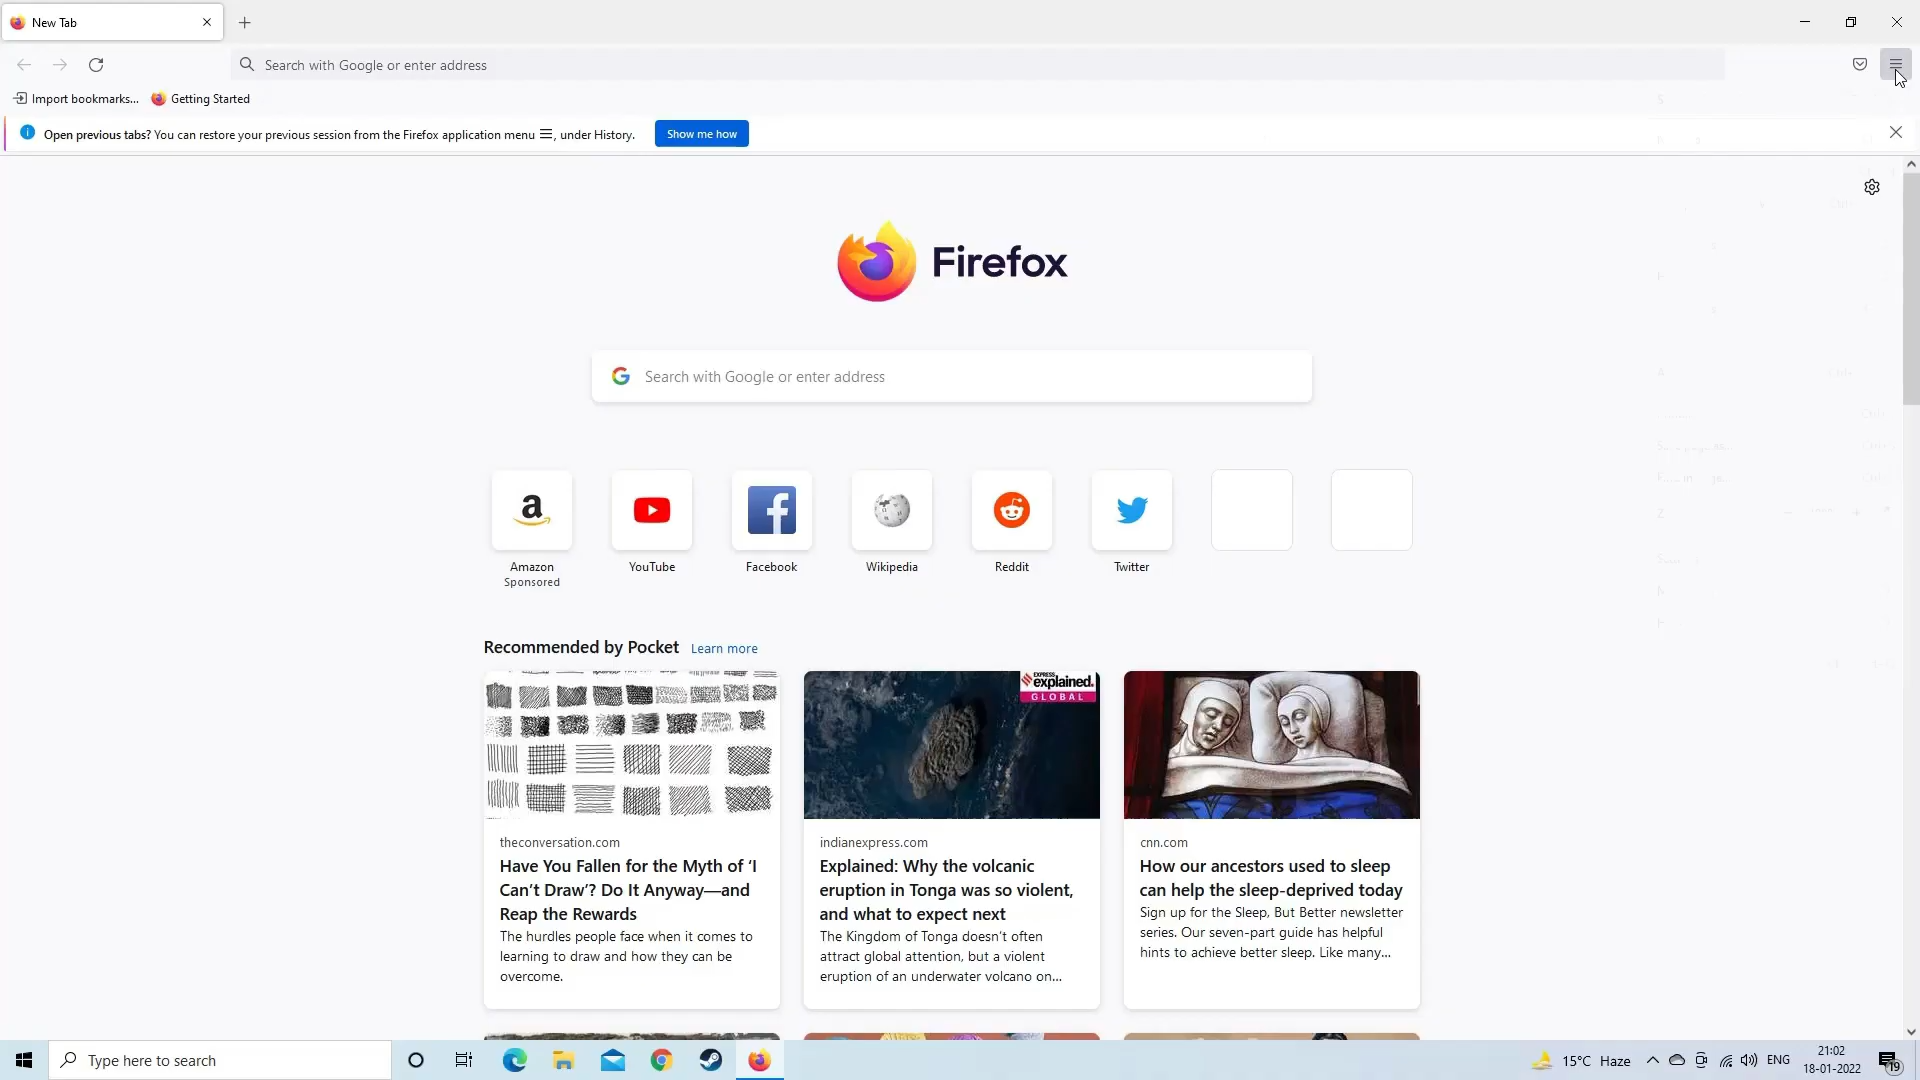 New Tab
Search with Google or enter address
Import bookmarks...
Getting Started
Open previous tabs? You can restore your previous session from the Firefox application menu ☰, under History.
Show me how
Firefox
Search with Google or enter address
a
Amazon
Sponsored
YouTube
Facebook
Wikipedia
Reddit
Twitter
Recommended by Pocket
Learn more
EXPRESS
explained.
GLOBAL
theconversation.com
Have You Fallen for the Myth of ‘I
Can’t Draw’? Do It Anyway—and
Reap the Rewards
The hurdles people face when it comes to
learning to draw and how they can be
overcome.
indianexpress.com
Explained: Why the volcanic
eruption in Tonga was so violent,
and what to expect next
The Kingdom of Tonga doesn’t often
attract global attention, but a violent
eruption of an underwater volcano on...
cnn.com
How our ancestors used to sleep
can help the sleep-deprived today
Sign up for the Sleep, But Better newsletter
series. Our seven-part guide has helpful
hints to achieve better sleep. Like many...
Type here to search
15°C Haze
ENG
21:02
18-01-2022
19